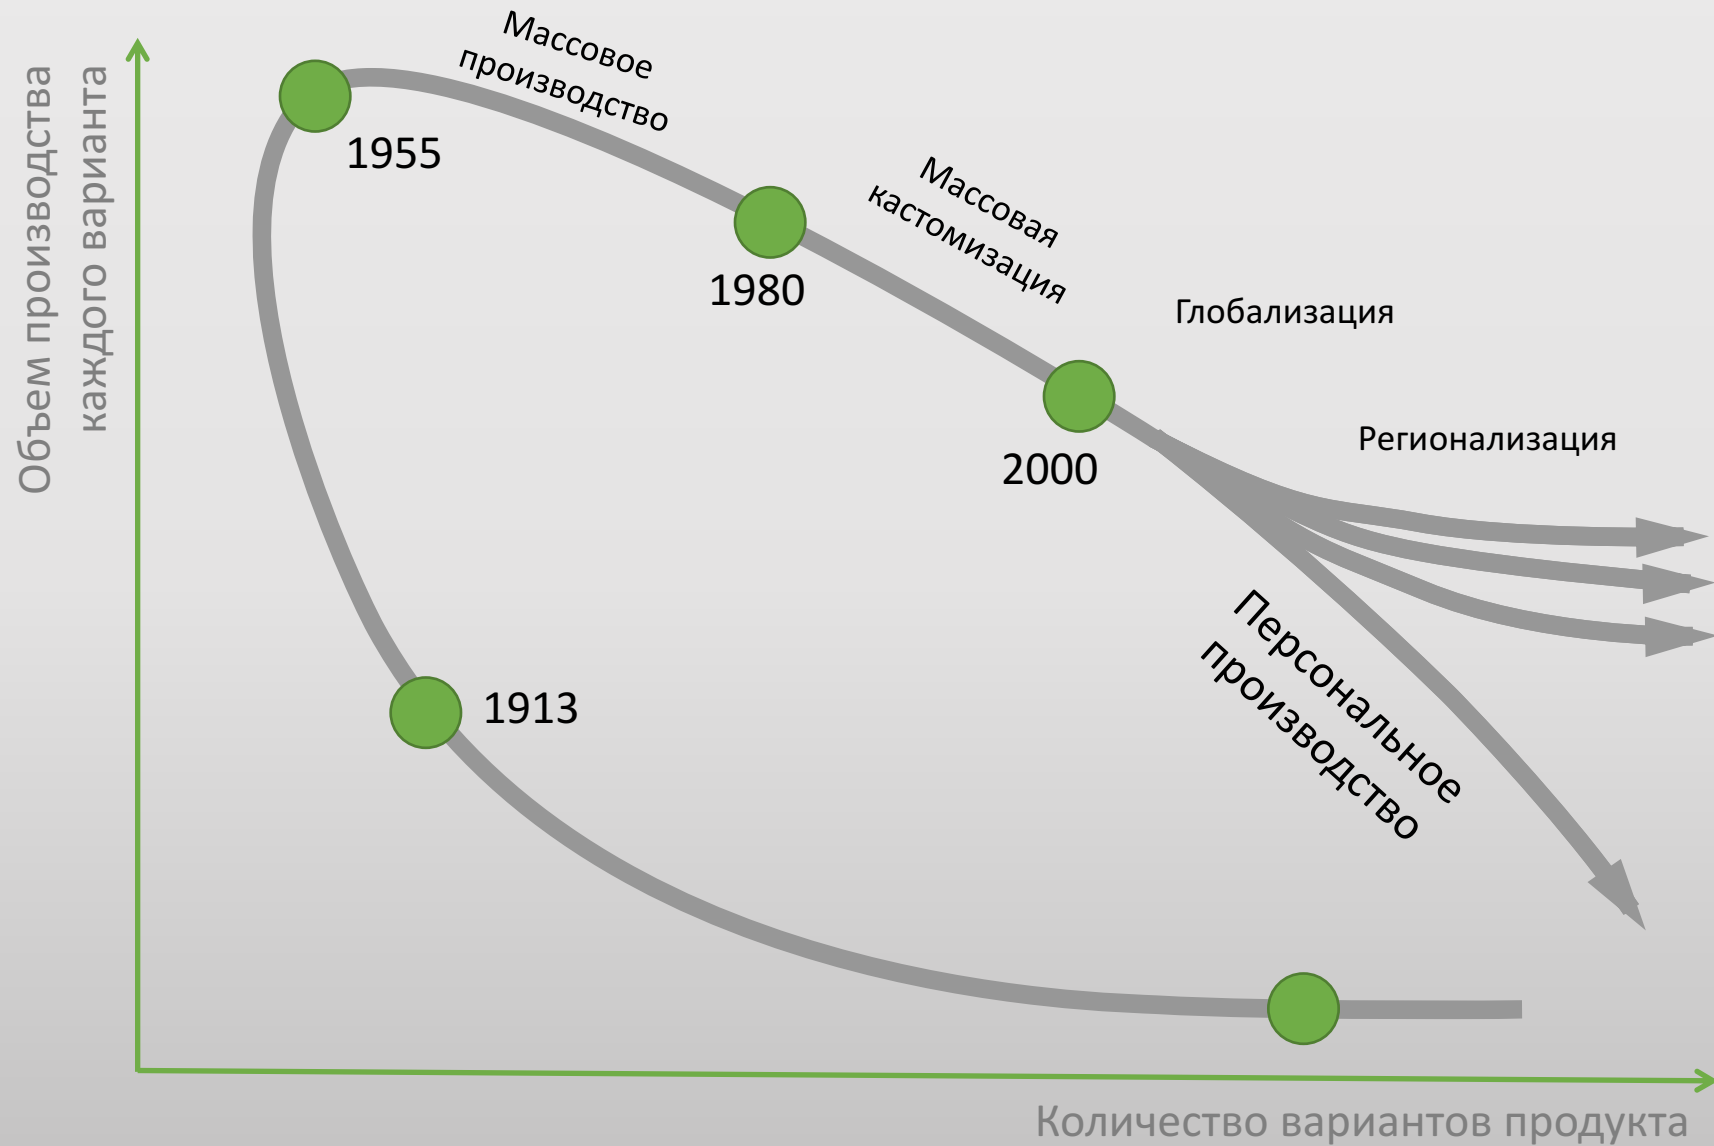 Объем производства
каждого варианта
Массовое
производство
1955
Массовая
кастомизация
1980
Глобализация
2000
Регионализация
Персональное
производство
1913
Количество вариантов продукта